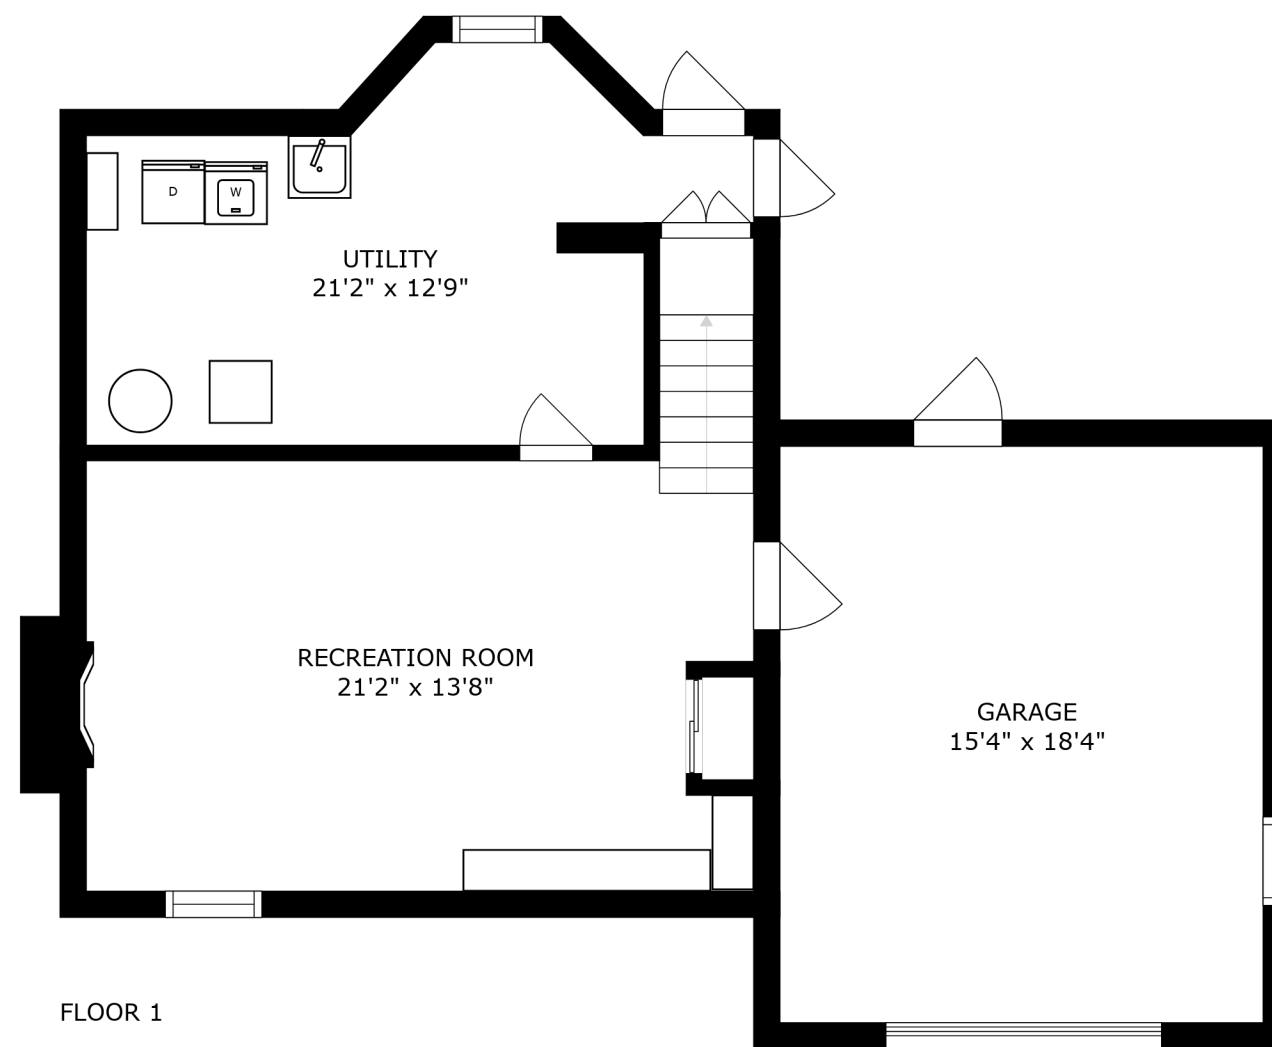 D
W
UTILITY
21'2" x 12'9"
RECREATION ROOM
21'2" x 13'8"
GARAGE
15'4" x 18'4"
FLOOR 1